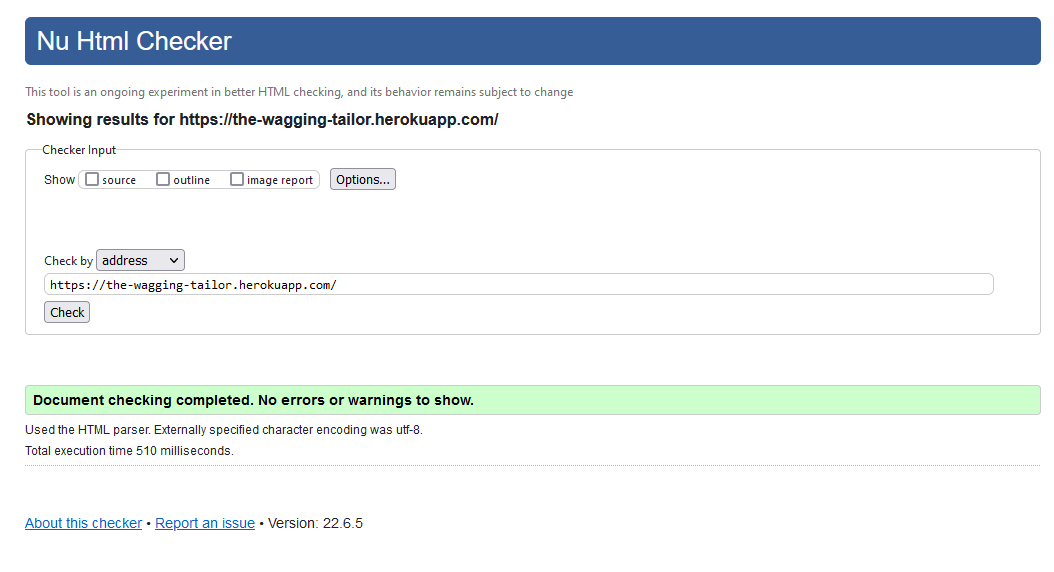 Nu Html Checker
This tool is an ongoing experiment in better HTML checking, and its behavior remains subject to change
Showing results for https://the-wagging-tailor.herokuapp.com/
Checker Input
Show source outline image report Options...
Check by address
https://the-wagging-tailor.herokuapp.com/
Check
Document checking completed. No errors or warnings to show.
Used the HTML parser. Externally specified character encoding was utf-8.
Total execution time 510 milliseconds.
About this checker • Report an issue • Version: 22.6.5